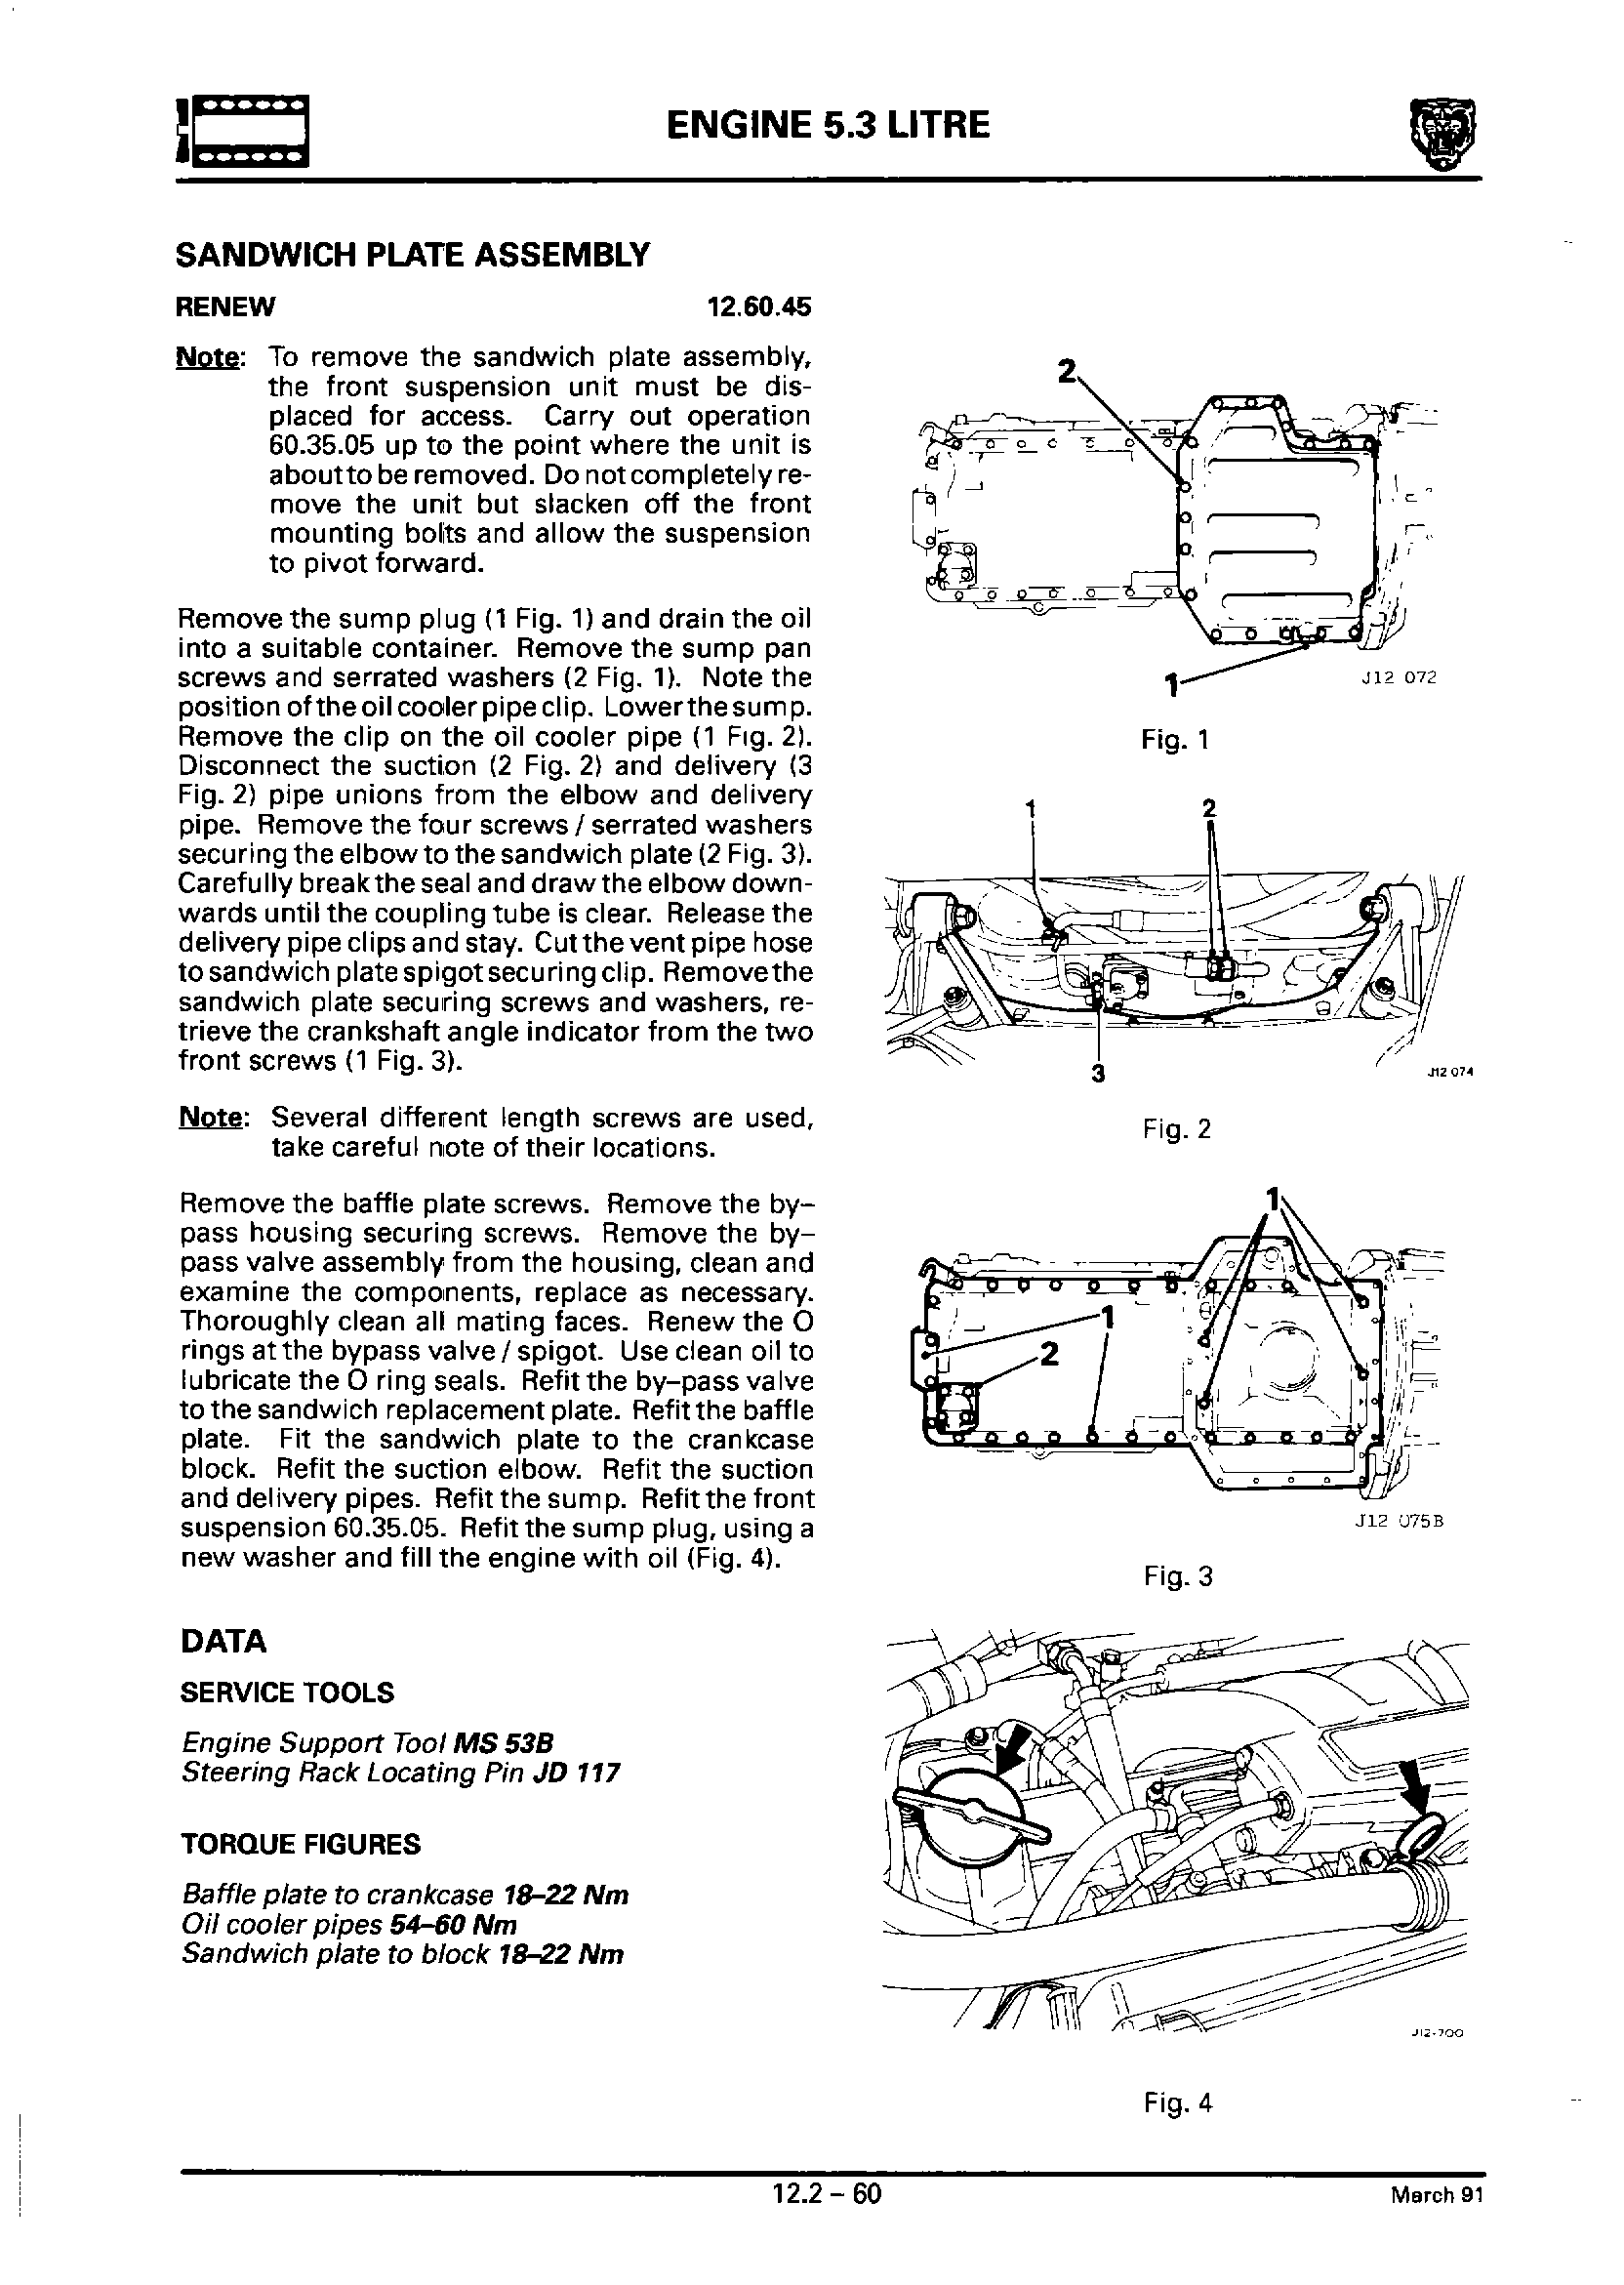 ENGINE 5.3 LITRE
SANDWICH PLATE ASSEMBLY
RENEW 12.60.45
Note: To remove the sandwich plate assembly,
the front suspension unit must be dis-
placed for access. Carry out operation
60.35.05 up to the point where the unit is
about to be removed. Do not completely re-
move the unit but slacken off the front
mounting bolts and allow the suspension
to pivot forward.
Remove the sump plug (1 Fig. 1) and drain the oil
into a suitable container. Remove the sump pan
screws and serrated washers (2 Fig. 1). Note the
position of the oil cooler pipe clip. Lower the sump.
Remove the clip on the oil cooler pipe (1 Fig. 2).
Disconnect the suction (2 Fig. 2) and delivery (3
Fig. 2) pipe unions from the elbow and delivery
pipe. Remove the four screws / serrated washers
securing the elbow to the sandwich plate (2 Fig. 3).
Carefully break the seal and draw the elbow down-
wards until the coupling tube is clear. Release the
delivery pipe clips and stay. Cut the vent pipe hose
to sandwich plate spigot securing clip. Remove the
sandwich plate securing screws and washers, re-
trieve the crankshaft angle indicator from the two
front screws (1 Fig. 3).
Note: Several different length screws are used,
take careful note of their locations.
Remove the baffle plate screws. Remove the by-
pass housing securing screws. Remove the by-
pass valve assembly from the housing, clean and
examine the components, replace as necessary.
Thoroughly clean all mating faces. Renew the O
rings at the bypass valve / spigot. Use clean oil to
lubricate the O ring seals. Refit the by-pass valve
to the sandwich replacement plate. Refit the baffle
plate. Fit the sandwich plate to the crankcase
block. Refit the suction elbow. Refit the suction
and delivery pipes. Refit the sump. Refit the front
suspension 60.35.05. Refit the sump plug, using a
new washer and fill the engine with oil (Fig. 4).
DATA
SERVICE TOOLS
Engine Support Tool MS 53B
Steering Rack Locating Pin JD 117
TORQUE FIGURES
Baffle plate to crankcase 18-22 Nm
Oil cooler pipes 54-60 Nm
Sandwich plate to block 18-22 Nm
2
1
J12 072
Fig. 1
1 2
3
J12 074
Fig. 2
1
1
2
J12 075B
Fig. 3
J12-700
Fig. 4
12.2 - 60
March 91